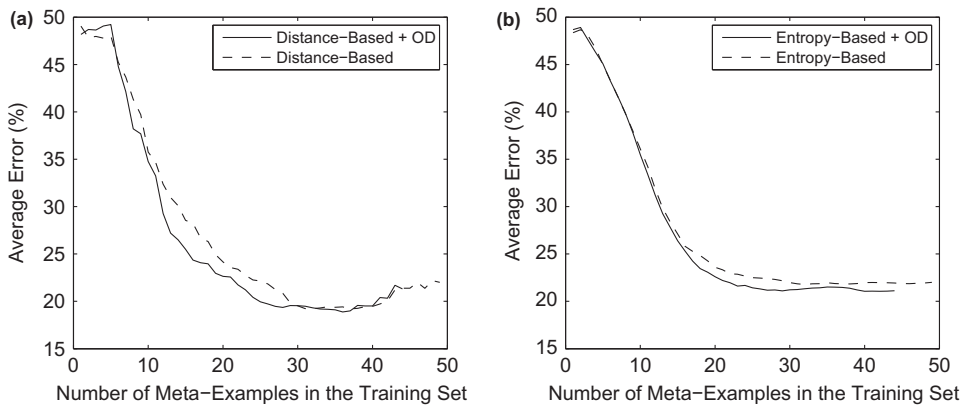 (a)
50
45
40
35
30
25
20
15
Average Error (%)
0 10 20 30 40 50
Number of Meta−Examples in the Training Set
Distance−Based + OD
Distance−Based
(b)
50
45
40
35
30
25
20
15
Average Error (%)
0 10 20 30 40 50
Number of Meta−Examples in the Training Set
Entropy−Based + OD
Entropy−Based